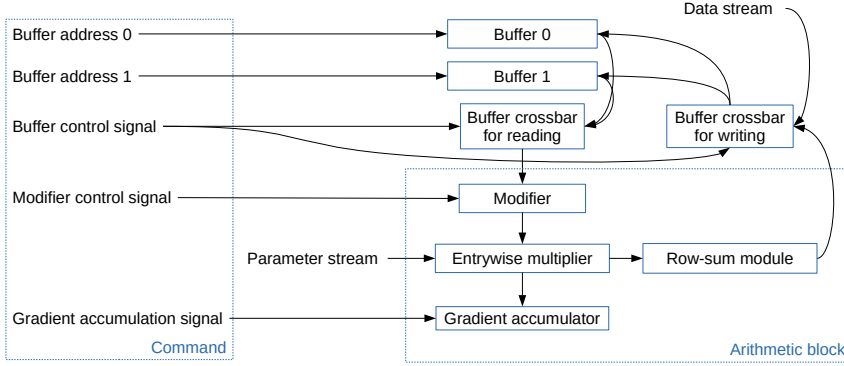 Data stream
Buffer address 0
Buffer 0
Buffer address 1
Buffer 1
Buffer control signal
Buffer crossbar
for reading
Buffer crossbar
for writing
Modifier control signal
Modifier
Parameter stream
Entrywise multiplier
Row-sum module
Gradient accumulation signal
Gradient accumulator
Command
Arithmetic block